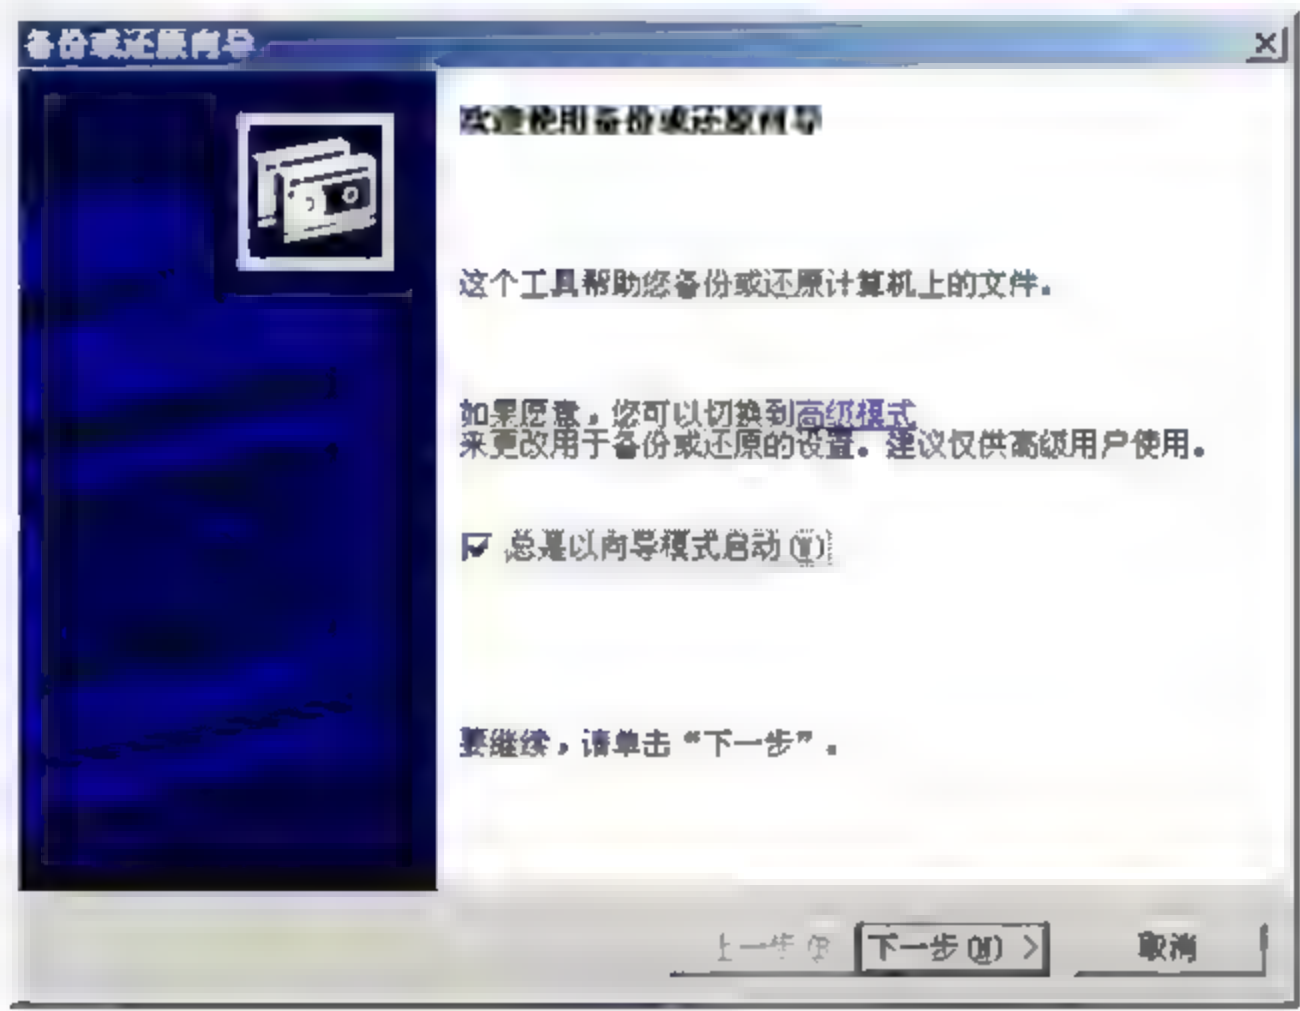 备份或还原向导
欢迎使用备份或还原向导
这个工具帮助您备份或还原计算机上的文件。
如果愿意，您可以切换到高级模式
来更改用于备份或还原的设置。建议仅供高级用户使用。
总是以向导模式启动(W)
要继续，请单击“下一步”。
上一步(B 下一步(N) > 取消